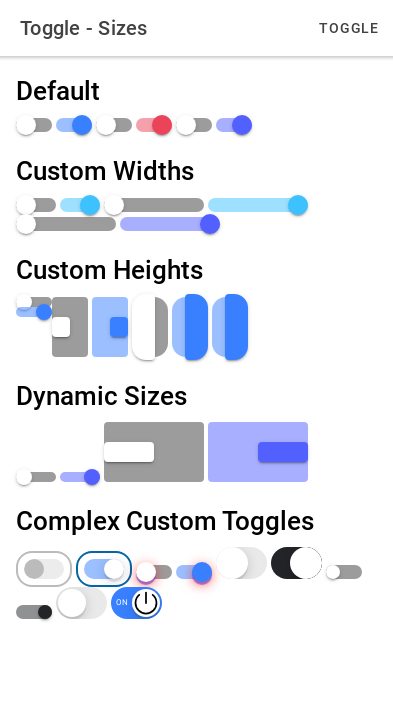 Toggle - Sizes
TOGGLE
Default
Custom Widths
Custom Heights
Dynamic Sizes
Complex Custom Toggles
ON